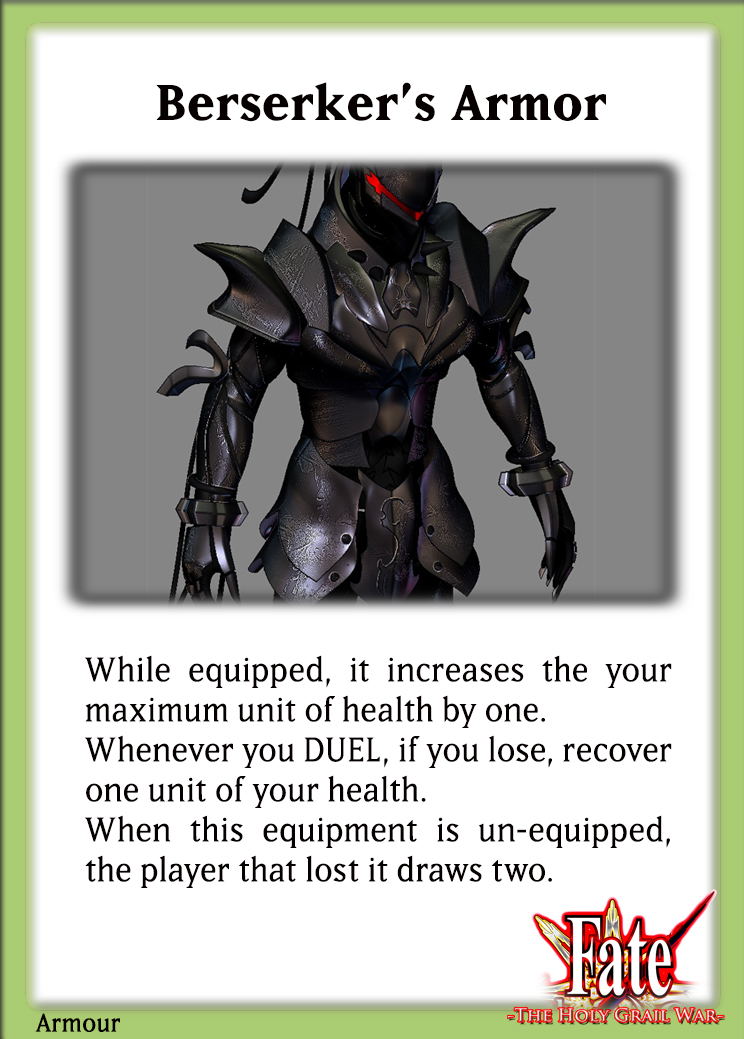 Berserker's Armor
While equipped, it increases the your
maximum unit of health by one.
Whenever you DUEL, if you lose, recover
one unit of your health.
When this equipment is un-equipped,
the player that lost it draws two.
Fate
-THE HOLY GRAIL WAR-
Armour